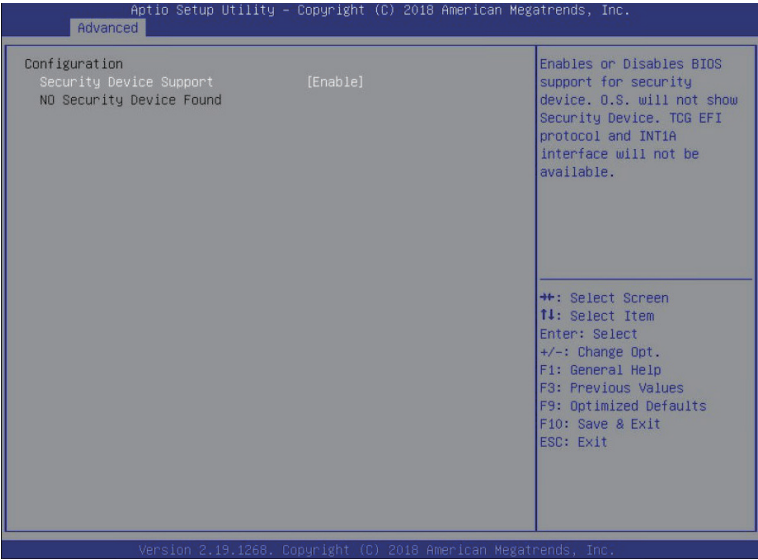 Aptio Setup Utility – Copyright (C) 2018 American Megatrends, Inc.
Advanced
Configuration
Security Device Support [Enable]
NO Security Device Found
Enables or Disables BIOS
support for security
device. O.S. will not show
Security Device. TCG EFI
protocol and INT1A
interface will not be
available.
→←: Select Screen
↑↓: Select Item
Enter: Select
+/-: Change Opt.
F1: General Help
F3: Previous Values
F9: Optimized Defaults
F10: Save & Exit
ESC: Exit
Version 2.19.1268. Copyright (C) 2018 American Megatrends, Inc.